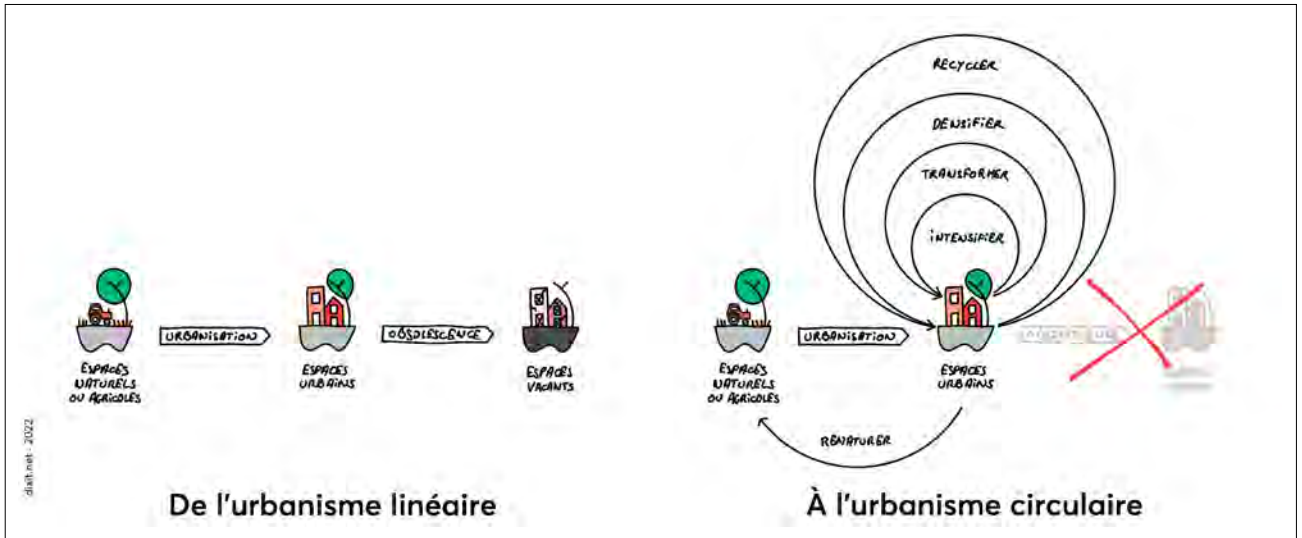 RECYCLER
DENSIFIER
TRANSFORMER
INTENSIFIER
URBANISATION
OBSOLESCENCE
URBANISATION
ESPACES
NATURELS
OU AGRICOLES
ESPACES
URBAINS
ESPACES
VACANTS
ESPACES
NATURELS
OU AGRICOLES
ESPACES
URBAINS
RENATURER
dixit.net - 2022
De l'urbanisme linéaire
À l'urbanisme circulaire